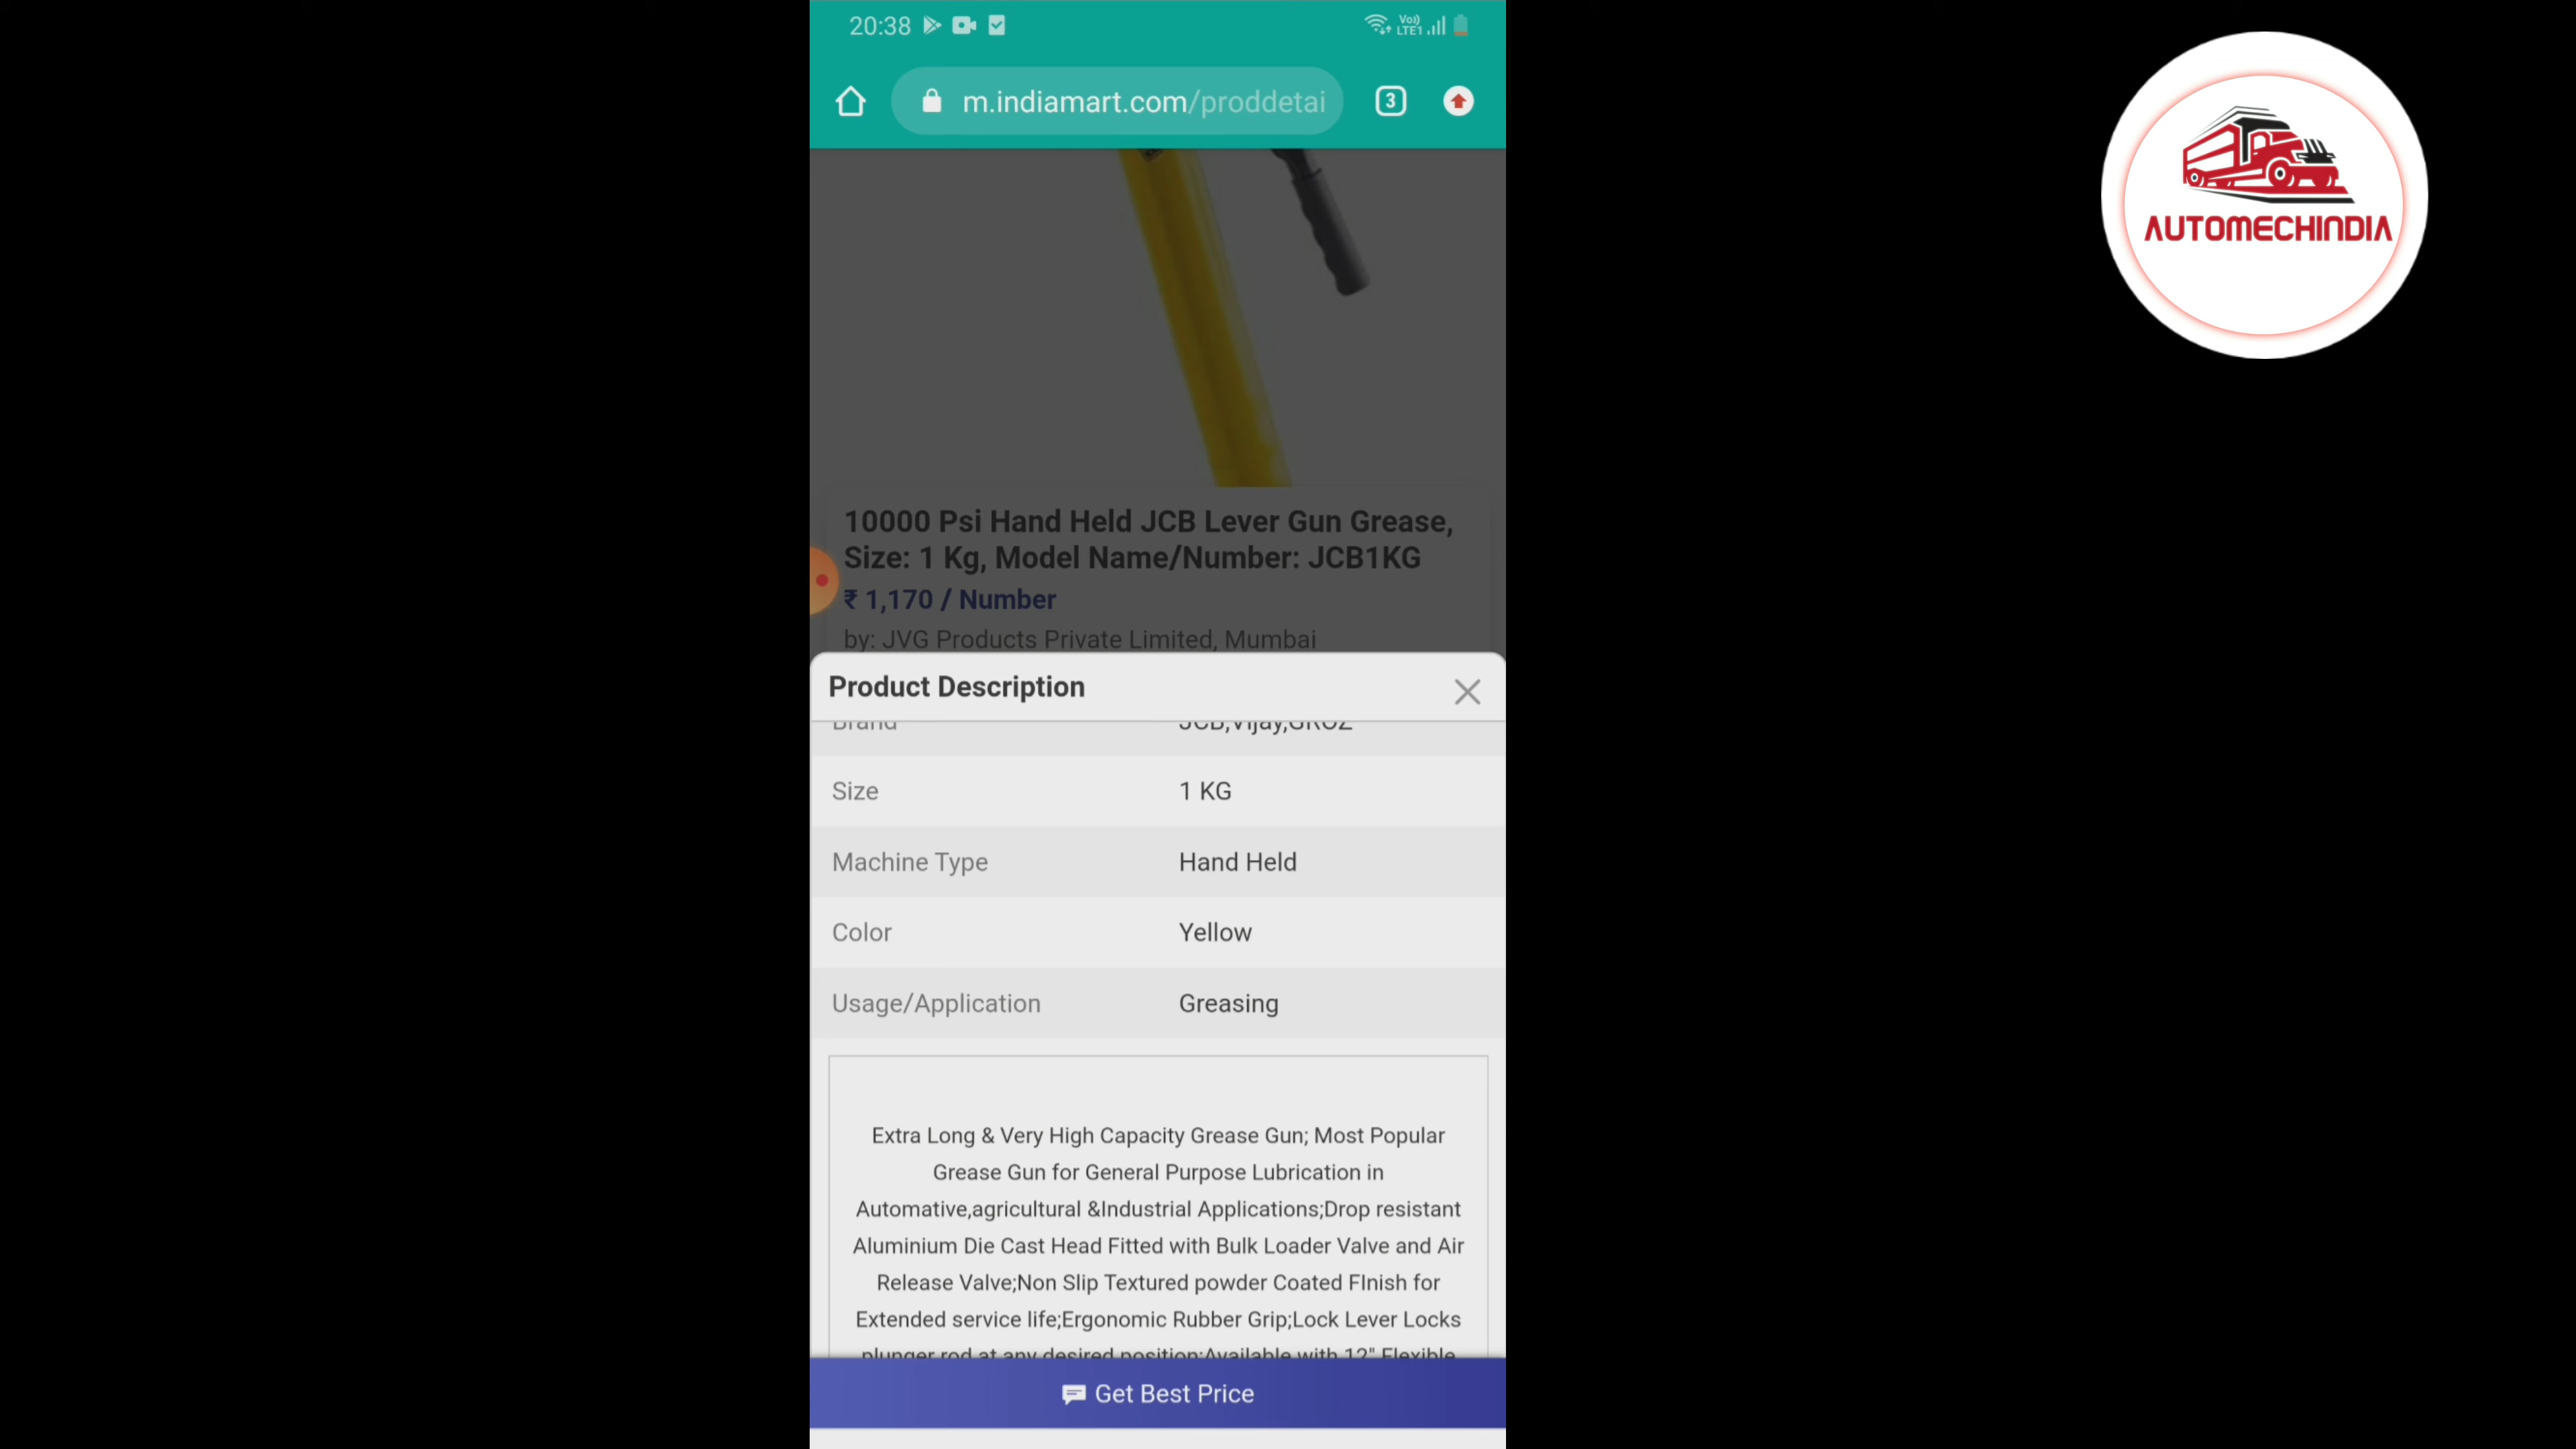 20:38
Vo)
LTE1
m.indiamart.com/proddetai
3
AUTOMECHINDIA
10000 Psi Hand Held JCB Lever Gun Grease,
Size: 1 Kg, Model Name/Number: JCB1KG
₹ 1,170 / Number
by: JVG Products Private Limited, Mumbai
Product Description
Brand JCB,Vijay,GROZ
Size 1 KG
Machine Type Hand Held
Color Yellow
Usage/Application Greasing
Extra Long & Very High Capacity Grease Gun; Most Popular
Grease Gun for General Purpose Lubrication in
Automative,agricultural &Industrial Applications;Drop resistant
Aluminium Die Cast Head Fitted with Bulk Loader Valve and Air
Release Valve;Non Slip Textured powder Coated FInish for
Extended service life;Ergonomic Rubber Grip;Lock Lever Locks
plunger rod at any desired position;Available with 12" Flexible
Get Best Price